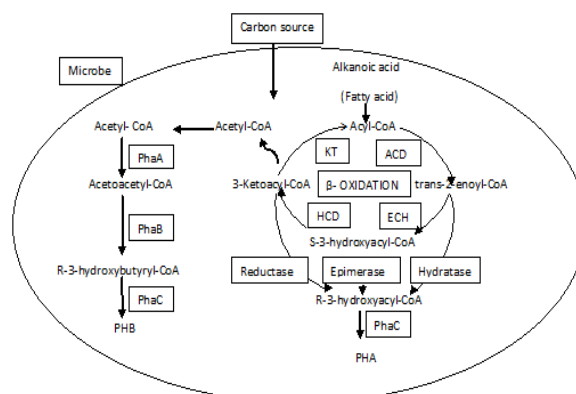 Carbon source
Microbe
Alkanoic acid
(Fatty acid)
Acetyl- CoA
Acetyl-CoA
Acyl-CoA
PhaA
KT
ACD
Acetoacetyl-CoA
3-Ketoacyl-CoA
β- OXIDATION
trans-2-enoyl-CoA
PhaB
HCD
ECH
S-3-hydroxyacyl-CoA
R-3-hydroxybutyryl-CoA
Reductase
Epimerase
Hydratase
PhaC
R-3-hydroxyacyl-CoA
PHB
PhaC
PHA